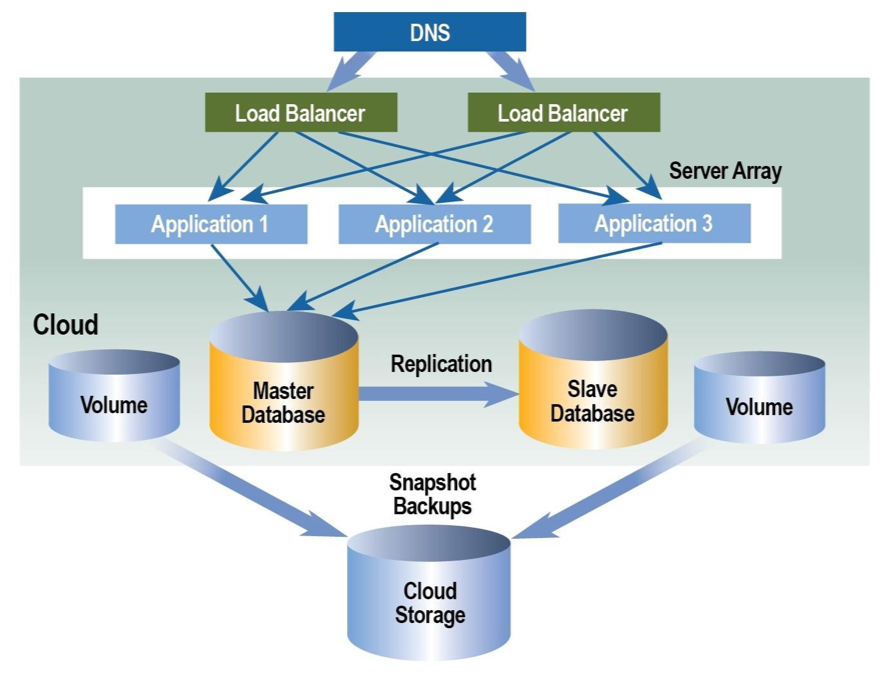 DNS
Load Balancer
Load Balancer
Server Array
Application 1
Application 2
Application 3
Cloud
Volume
Master
Database
Replication
Slave
Database
Volume
Snapshot
Backups
Cloud
Storage